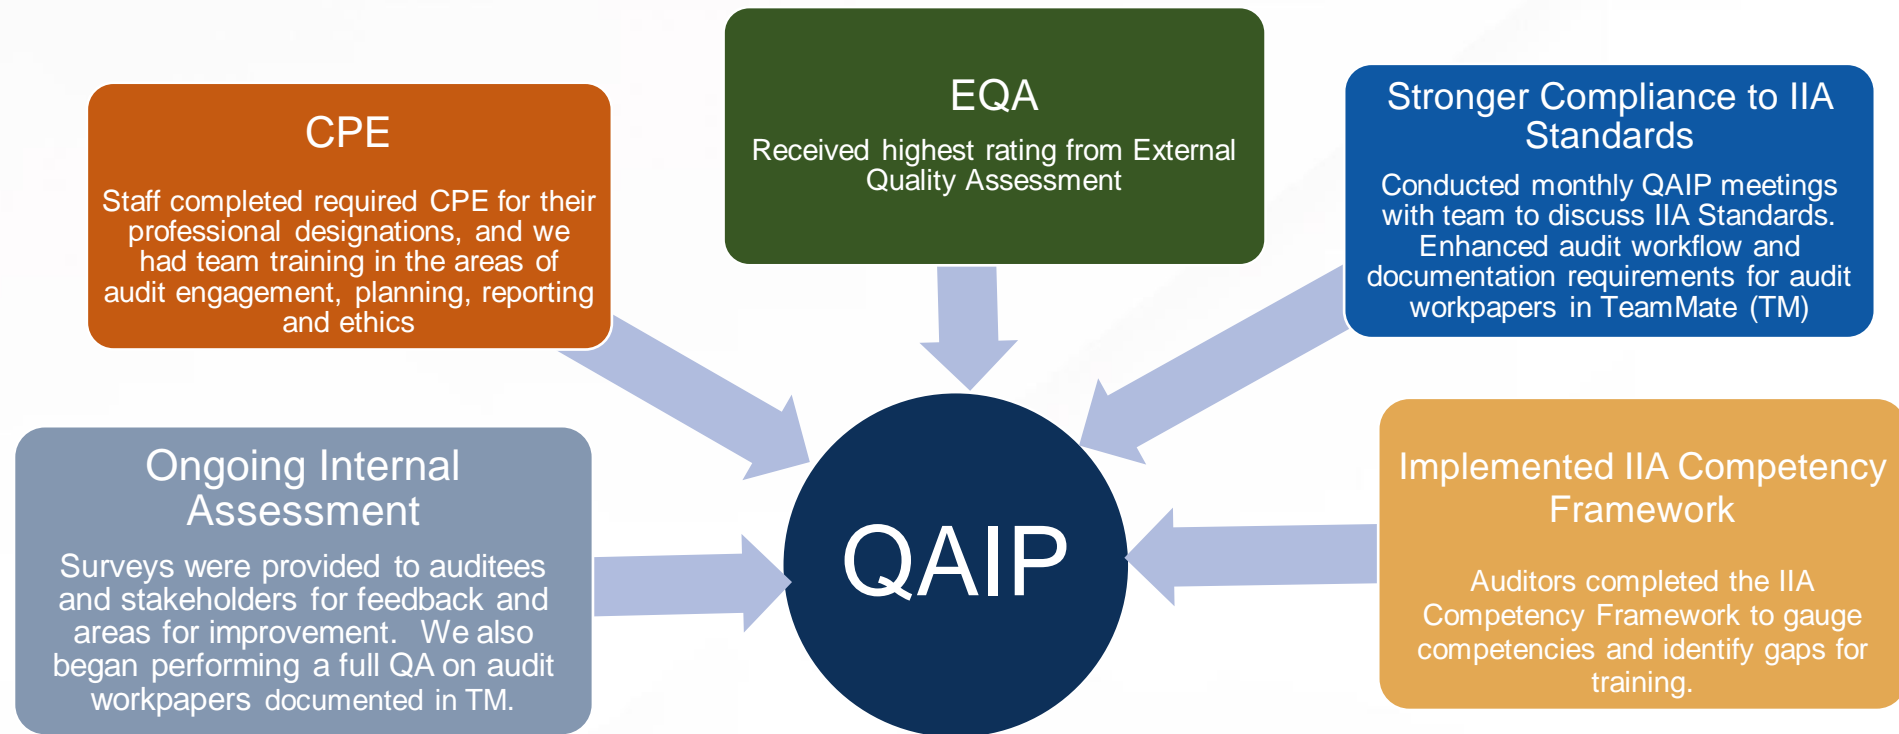 CPE
Staff completed required CPE for their
professional designations, and we
had team training in the areas of
audit engagement, planning, reporting
and ethics
EQA
Received highest rating from External
Quality Assessment
Stronger Compliance to IIA
Standards
Conducted monthly QAIP meetings
with team to discuss IIA Standards.
Enhanced audit workflow and
documentation requirements for audit
workpapers in TeamMate (TM)
Ongoing Internal
Assessment
Surveys were provided to auditees
and stakeholders for feedback and
areas for improvement. We also
began performing a full QA on audit
workpapers documented in TM.
QAIP
Implemented IIA Competency
Framework
Auditors completed the IIA
Competency Framework to gauge
competencies and identify gaps for
training.